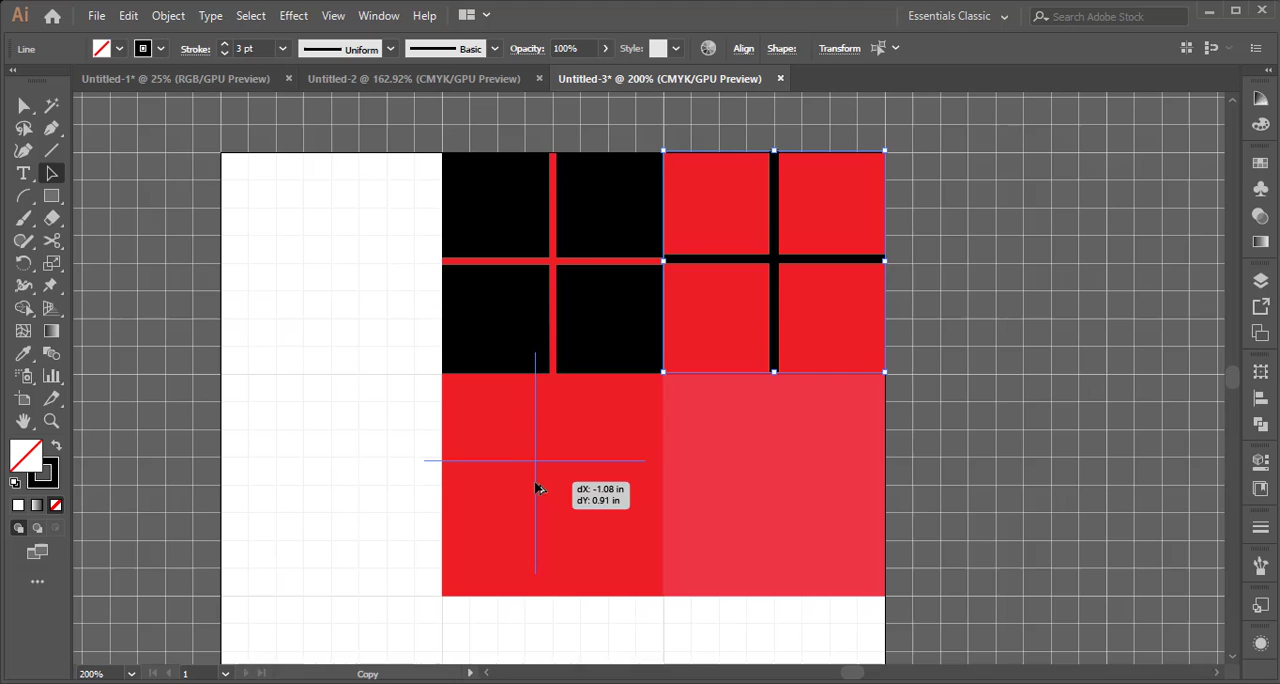 Ai File Edit Object Type Select Effect View Window Help Essentials Classic Search Adobe Stock
Line Stroke: 3 pt Uniform Basic Opacity: 100% Style: Align Shape: Transform
Untitled-1* @ 25% (RGB/GPU Preview) × Untitled-2 @ 162.92% (CMYK/GPU Preview) × Untitled-3* @ 200% (CMYK/GPU Preview) ×
T
dX: -1.08 in
dY: 0.91 in
200% 1 Copy